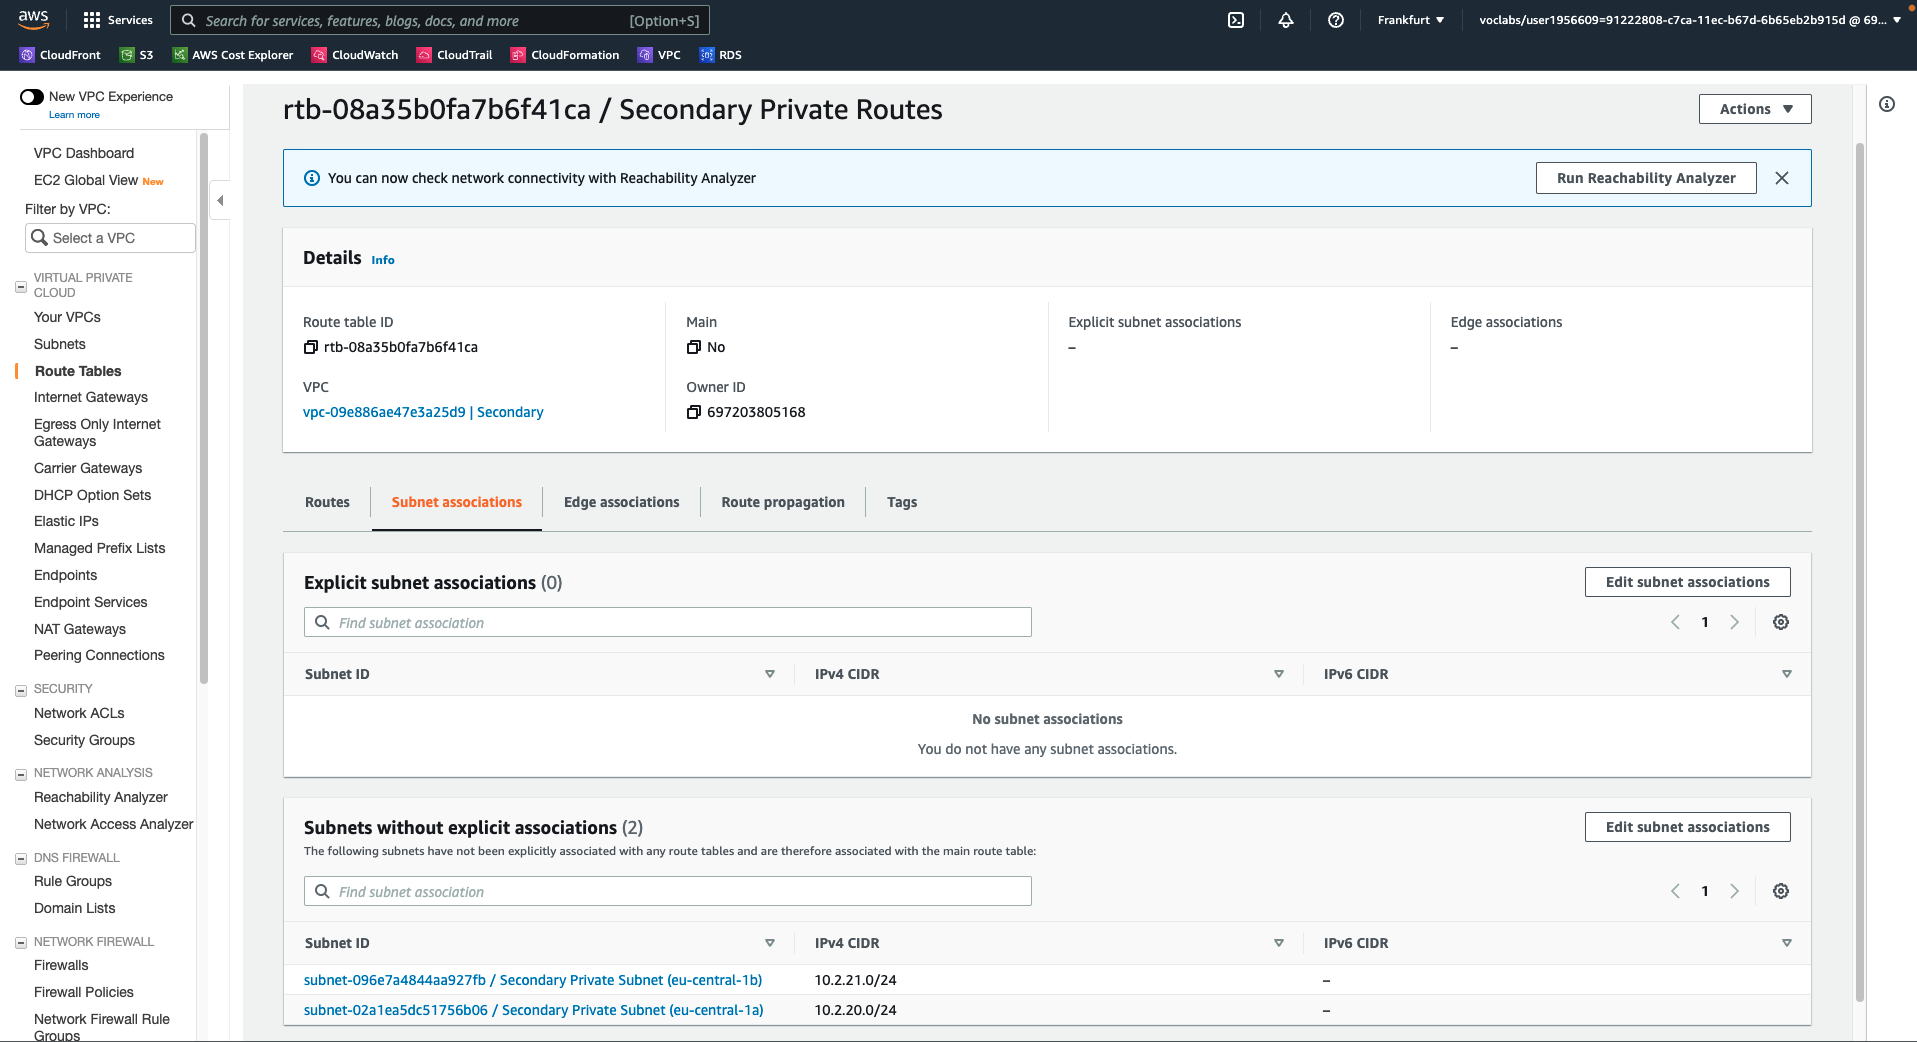 aws
Services
Search for services, features, blogs, docs, and more
[Option+S]
Frankfurt
voclabs/user1956609=91222808-c7ca-11ec-b67d-6b65eb2b915d @ 69...
CloudFront
S3
AWS Cost Explorer
CloudWatch
CloudTrail
CloudFormation
VPC
RDS
New VPC Experience
Learn more
VPC Dashboard
EC2 Global View New
Filter by VPC:
Select a VPC
VIRTUAL PRIVATE
CLOUD
Your VPCs
Subnets
Route Tables
Internet Gateways
Egress Only Internet
Gateways
Carrier Gateways
DHCP Option Sets
Elastic IPs
Managed Prefix Lists
Endpoints
Endpoint Services
NAT Gateways
Peering Connections
SECURITY
Network ACLs
Security Groups
NETWORK ANALYSIS
Reachability Analyzer
Network Access Analyzer
DNS FIREWALL
Rule Groups
Domain Lists
NETWORK FIREWALL
Firewalls
Firewall Policies
Network Firewall Rule
Groups
rtb-08a35b0fa7b6f41ca / Secondary Private Routes
Actions
You can now check network connectivity with Reachability Analyzer
Run Reachability Analyzer
Details Info
Route table ID
rtb-08a35b0fa7b6f41ca
Main
No
Explicit subnet associations
–
Edge associations
–
VPC
vpc-09e886ae47e3a25d9 | Secondary
Owner ID
697203805168
Routes
Subnet associations
Edge associations
Route propagation
Tags
Explicit subnet associations (0)
Edit subnet associations
Find subnet association
1
Subnet ID
IPv4 CIDR
IPv6 CIDR
No subnet associations
You do not have any subnet associations.
Subnets without explicit associations (2)
Edit subnet associations
The following subnets have not been explicitly associated with any route tables and are therefore associated with the main route table:
Find subnet association
1
Subnet ID
IPv4 CIDR
IPv6 CIDR
subnet-096e7a4844aa927fb / Secondary Private Subnet (eu-central-1b)
10.2.21.0/24
–
subnet-02a1ea5dc51756b06 / Secondary Private Subnet (eu-central-1a)
10.2.20.0/24
–